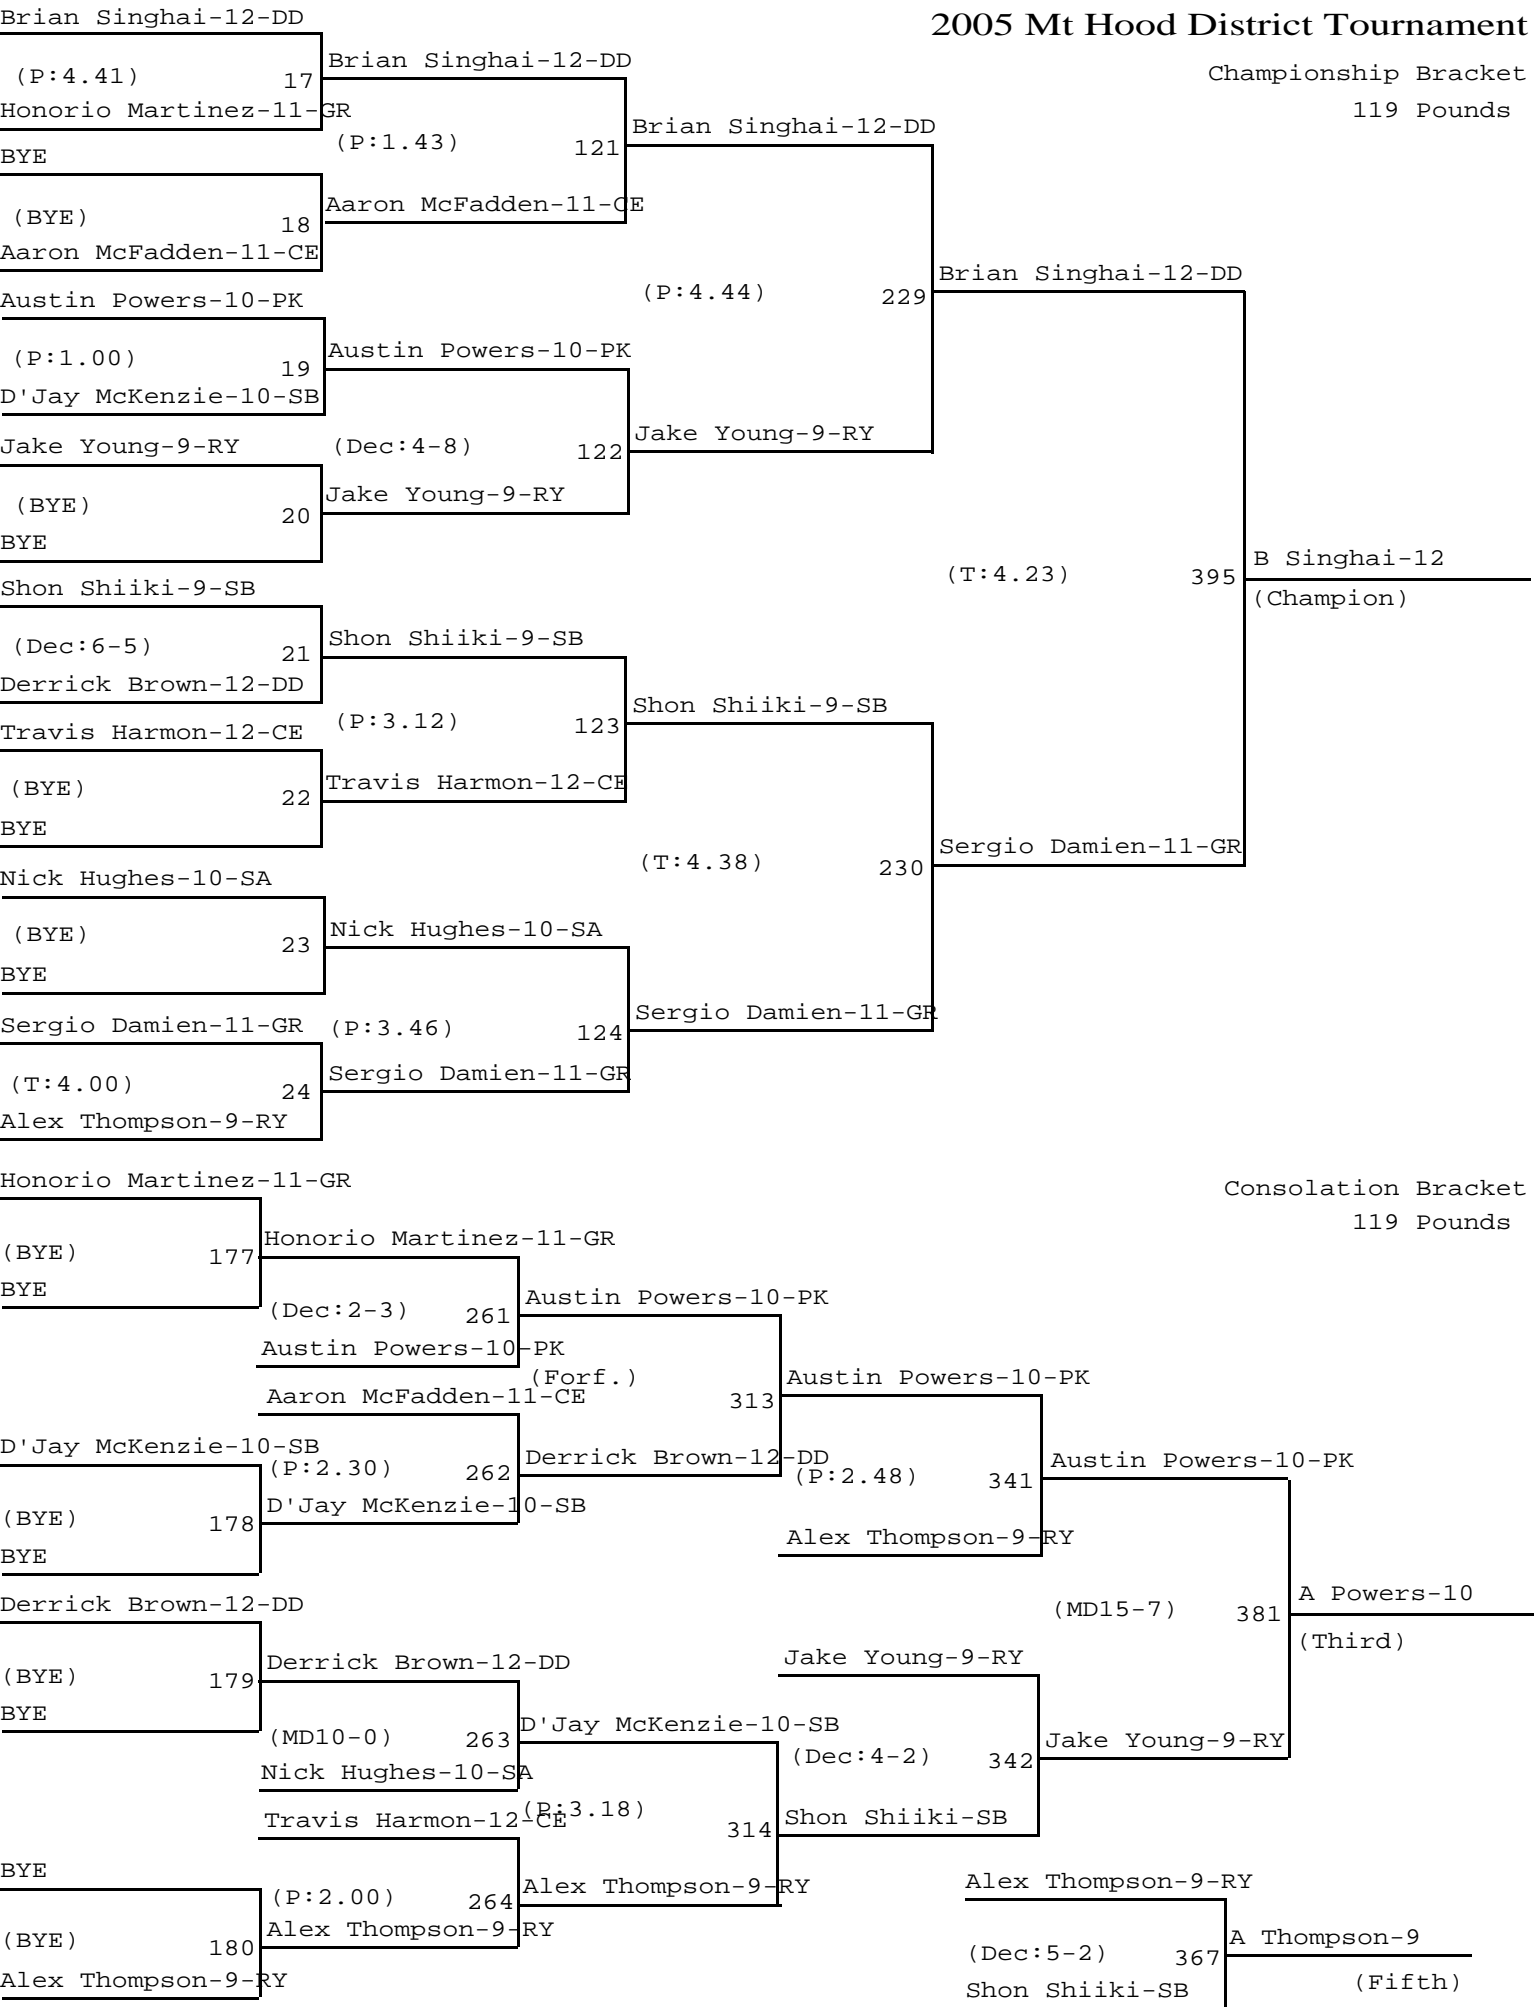 Brian Singhai-12-DD
2005 Mt Hood District Tournament
Championship Bracket
119 Pounds
(P:4.41)
17
Honorio Martinez-11-GR
Brian Singhai-12-DD
BYE
(P:1.43)
121
Brian Singhai-12-DD
(BYE)
18
Aaron McFadden-11-CE
Aaron McFadden-11-CE
Austin Powers-10-PK
(P:4.44)
229
Brian Singhai-12-DD
(P:1.00)
19
Austin Powers-10-PK
D'Jay McKenzie-10-SB
Jake Young-9-RY
(Dec:4-8)
122
Jake Young-9-RY
(BYE)
20
Jake Young-9-RY
BYE
(T:4.23)
395
B Singhai-12
(Champion)
Shon Shiiki-9-SB
(Dec:6-5)
21
Shon Shiiki-9-SB
Derrick Brown-12-DD
Travis Harmon-12-CE
(P:3.12)
123
Shon Shiiki-9-SB
(BYE)
22
Travis Harmon-12-CE
BYE
Nick Hughes-10-SA
(T:4.38)
230
Sergio Damien-11-GR
(BYE)
23
Nick Hughes-10-SA
BYE
Sergio Damien-11-GR
(P:3.46)
124
Sergio Damien-11-GR
(T:4.00)
24
Sergio Damien-11-GR
Alex Thompson-9-RY
Honorio Martinez-11-GR
Consolation Bracket
119 Pounds
(BYE)
177
Honorio Martinez-11-GR
BYE
(Dec:2-3)
261
Austin Powers-10-PK
Austin Powers-10-PK
(Forf.)
313
Austin Powers-10-PK
Aaron McFadden-11-CE
D'Jay McKenzie-10-SB
(P:2.30)
262
Derrick Brown-12-DD
(P:2.48)
341
Austin Powers-10-PK
(BYE)
178
D'Jay McKenzie-10-SB
BYE
Alex Thompson-9-RY
Derrick Brown-12-DD
(MD15-7)
381
A Powers-10
(Third)
(BYE)
179
Derrick Brown-12-DD
BYE
Jake Young-9-RY
(MD10-0)
263
D'Jay McKenzie-10-SB
(Dec:4-2)
342
Jake Young-9-RY
Nick Hughes-10-SA
Travis Harmon-12-CE
(P:3.18)
314
Shon Shiiki-SB
BYE
(P:2.00)
264
Alex Thompson-9-RY
Alex Thompson-9-RY
(BYE)
180
Alex Thompson-9-RY
Alex Thompson-9-RY
(Dec:5-2)
367
A Thompson-9
Shon Shiiki-SB
(Fifth)